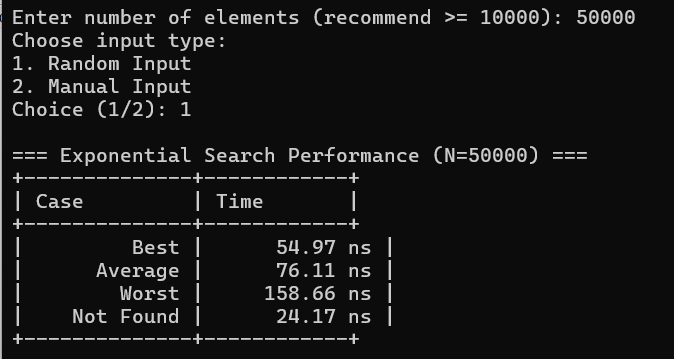 Enter number of elements (recommend >= 10000): 50000
Choose input type:
1. Random Input
2. Manual Input
Choice (1/2): 1

=== Exponential Search Performance (N=50000) ===
+--------------+------------+
| Case         | Time       |
+--------------+------------+
|         Best |      54.97 ns |
|      Average |      76.11 ns |
|        Worst |     158.66 ns |
|    Not Found |      24.17 ns |
+--------------+------------+